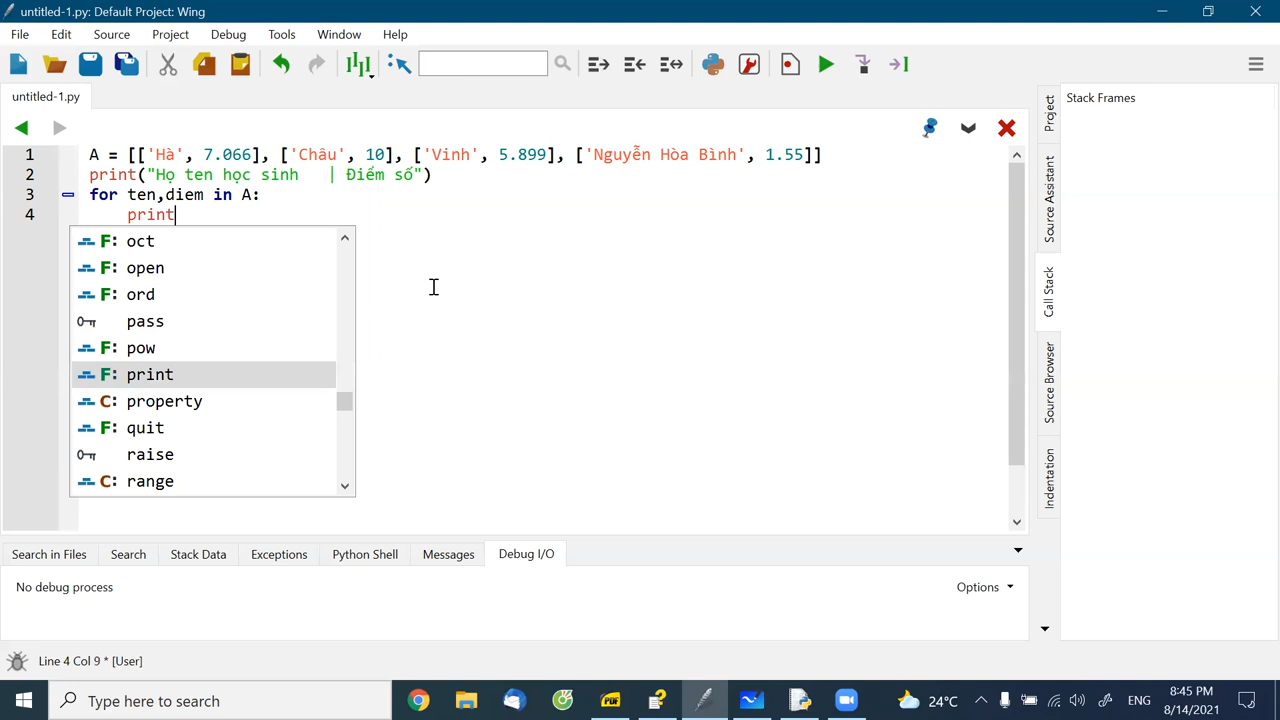 untitled-1.py: Default Project: Wing
File Edit Source Project Debug Tools Window Help
untitled-1.py
1 A = [['Hà', 7.066], ['Châu', 10], ['Vinh', 5.899], ['Nguyễn Hòa Bình', 1.55]]
2 print("Họ ten học sinh   | Điểm số")
3 for ten,diem in A:
4     print
F: oct
F: open
F: ord
pass
F: pow
F: print
C: property
F: quit
raise
C: range
Stack Frames
Project
Source Assistant
Call Stack
Source Browser
Indentation
Search in Files Search Stack Data Exceptions Python Shell Messages Debug I/O
No debug process Options
Line 4 Col 9 * [User]
Type here to search
PDF
24°C ENG
8:45 PM
8/14/2021